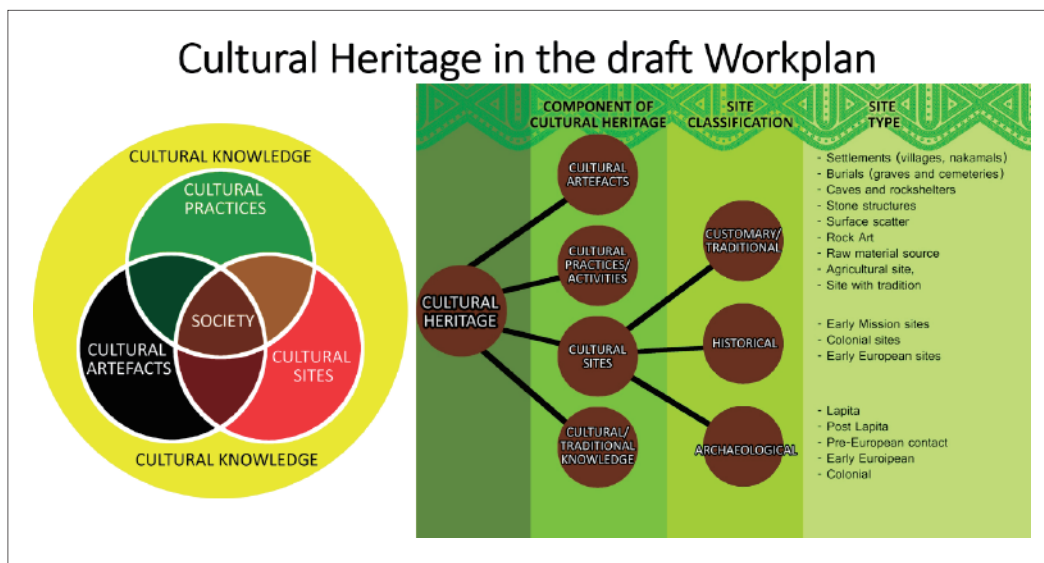 Cultural Heritage in the draft Workplan
CULTURAL KNOWLEDGE
CULTURAL
PRACTICES
SOCIETY
CULTURAL
ARTEFACTS
CULTURAL
SITES
CULTURAL KNOWLEDGE
COMPONENT OF
CULTURAL HERITAGE
SITE
CLASSIFICATION
SITE
TYPE
CULTURAL
HERITAGE
CULTURAL
ARTEFACTS
CULTURAL
PRACTICES/
ACTIVITIES
CULTURAL
SITES
CULTURAL/
TRADITIONAL
KNOWLEDGE
CUSTOMARY/
TRADITIONAL
HISTORICAL
ARCHAEOLOGICAL
- Settlements (villages, nakamals)
- Burials (graves and cemeteries)
- Caves and rockshelters
- Stone structures
- Surface scatter
- Rock Art
- Raw material source
- Agricultural site,
- Site with tradition
- Early Mission sites
- Colonial sites
- Early European sites
- Lapita
- Post Lapita
- Pre-European contact
- Early Euroipean
- Colonial